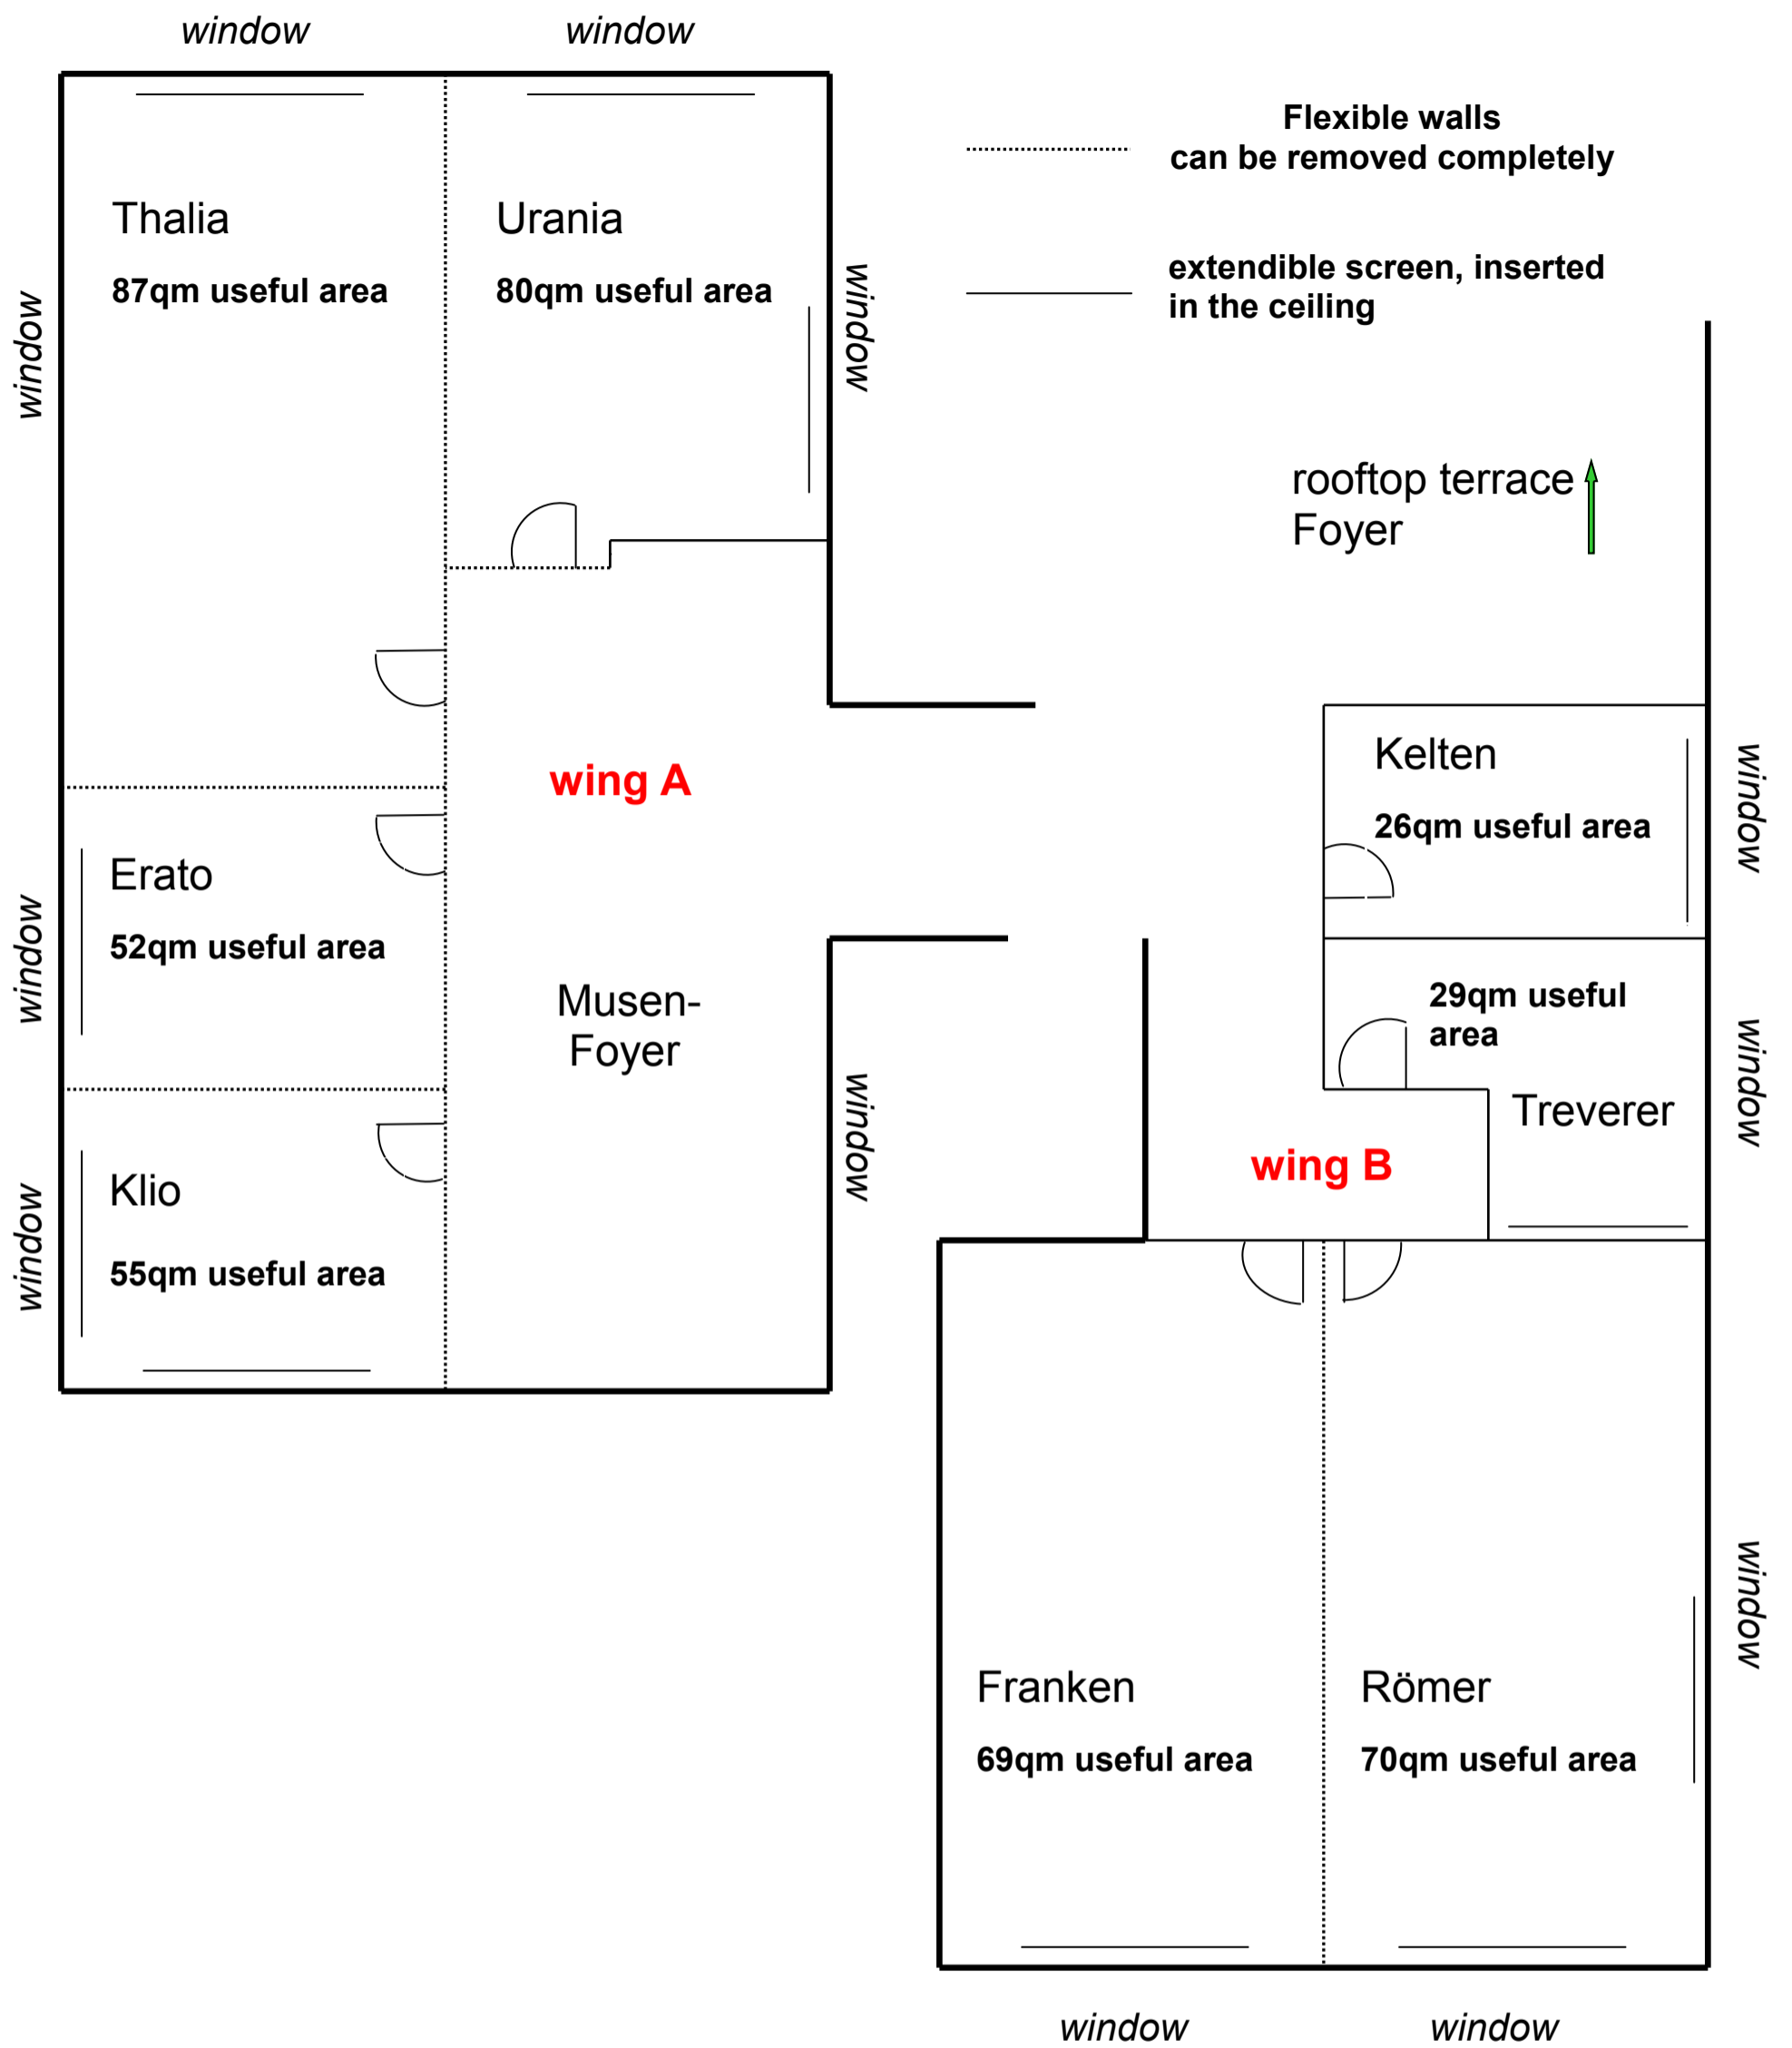 window
window
Flexible walls
can be removed completely
Thalia
Urania
87qm useful area
80qm useful area
extendible screen, inserted
in the ceiling
window
window
rooftop terrace
Foyer
wing A
Kelten
26qm useful area
window
Erato
52qm useful area
window
Musen-
Foyer
29qm useful
area
Treverer
window
window
wing B
Klio
55qm useful area
window
window
Franken
Römer
69qm useful area
70qm useful area
window
window